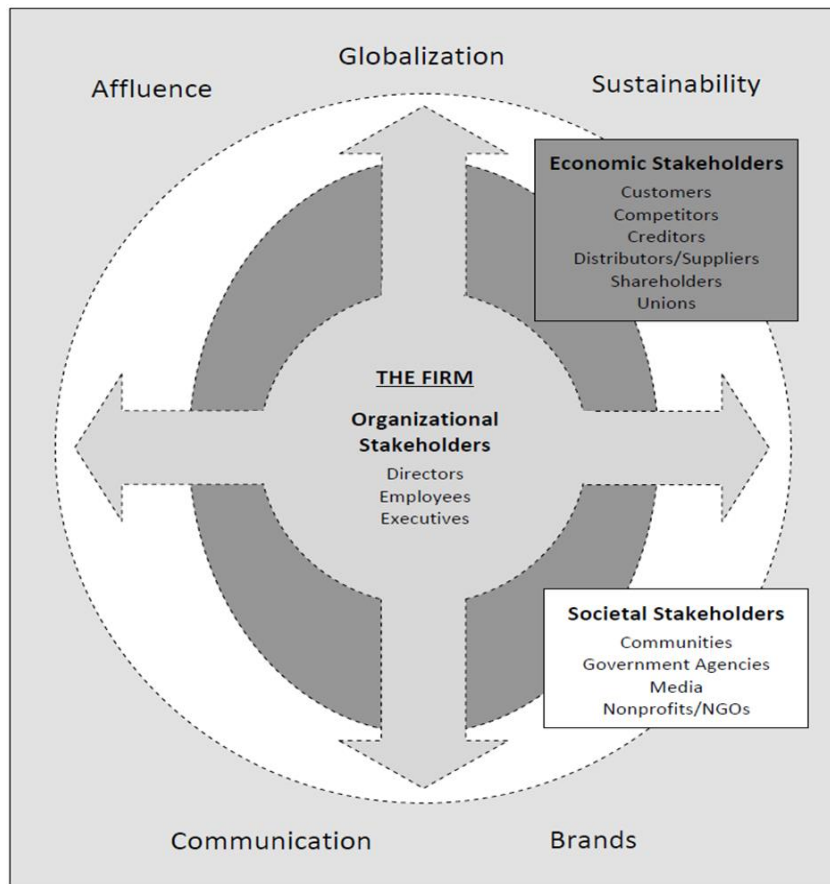 Globalization
Affluence
Sustainability
Economic Stakeholders
Customers
Competitors
Creditors
Distributors/Suppliers
Shareholders
Unions
THE FIRM
Organizational
Stakeholders
Directors
Employees
Executives
Societal Stakeholders
Communities
Government Agencies
Media
Nonprofits/NGOs
Communication
Brands